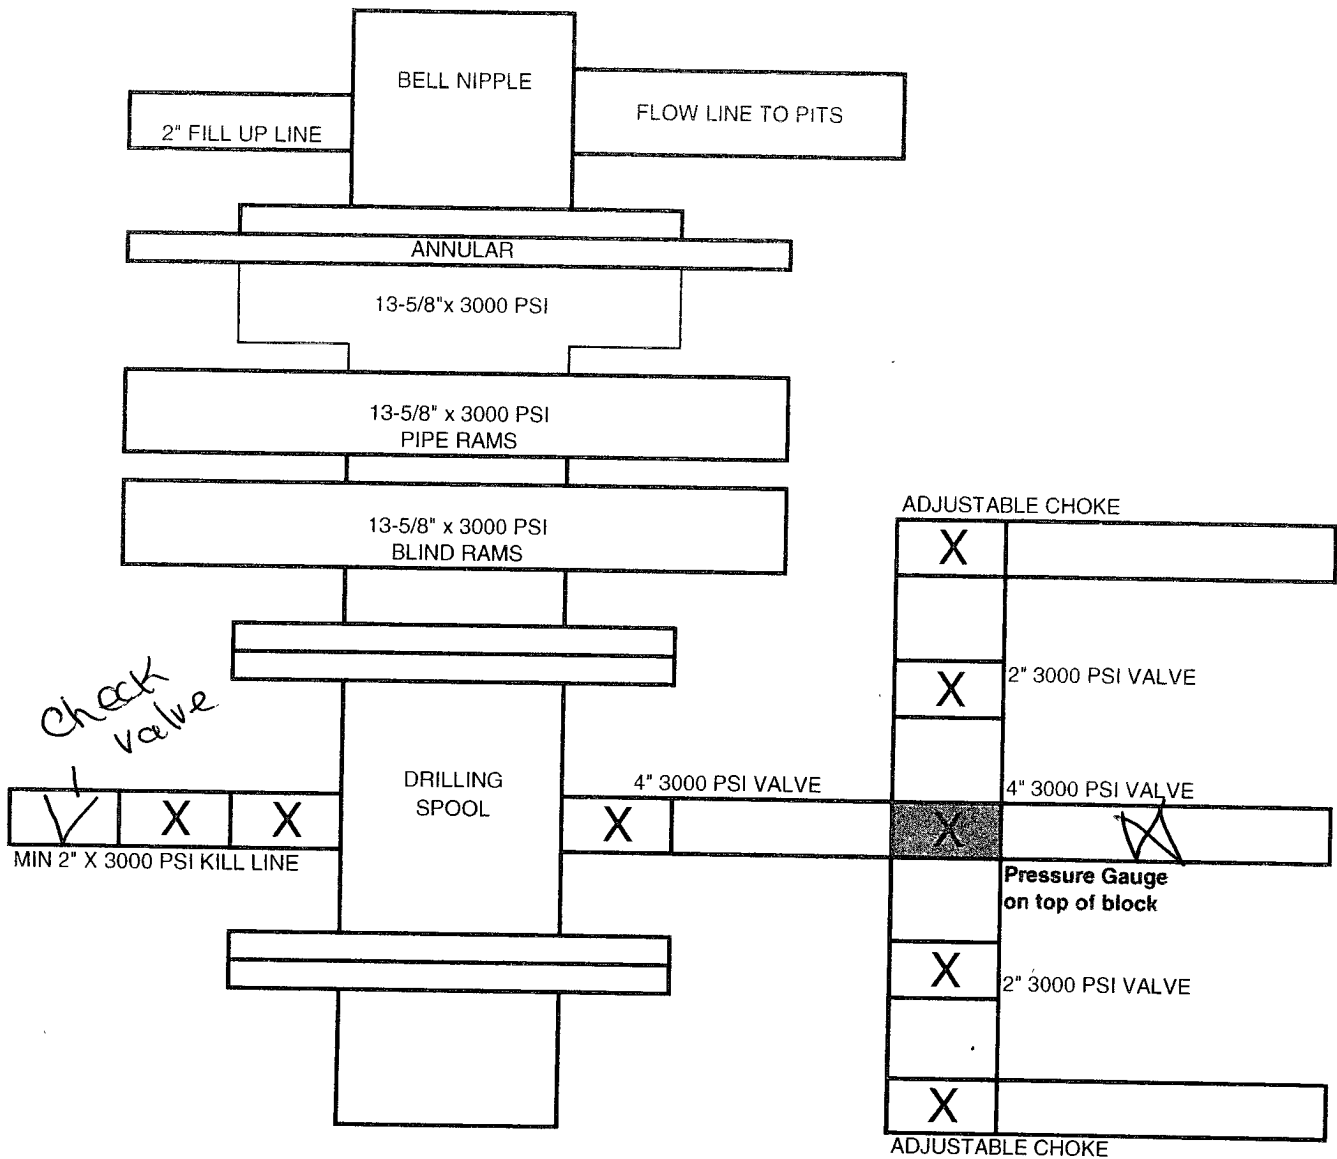 BELL NIPPLE
FLOW LINE TO PITS
2" FILL UP LINE
ANNULAR
13-5/8"x 3000 PSI
13-5/8" x 3000 PSI
PIPE RAMS
13-5/8" x 3000 PSI
BLIND RAMS
ADJUSTABLE CHOKE
X
X
2" 3000 PSI VALVE
check
valve
DRILLING
SPOOL
4" 3000 PSI VALVE
4" 3000 PSI VALVE
X
X
X
X
MIN 2" X 3000 PSI KILL LINE
Pressure Gauge
on top of block
X
2" 3000 PSI VALVE
X
ADJUSTABLE CHOKE